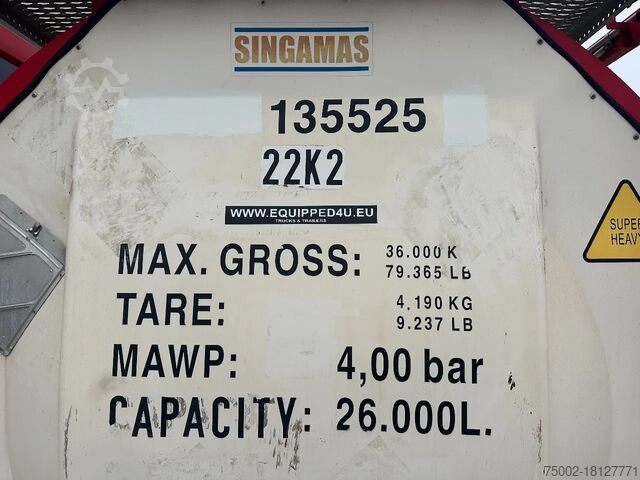 SINGAMAS
135525
22K2
WWW.EQUIPPED4U.EU
TRUCKS & TRAILERS
SUPER
HEAVY
MAX. GROSS: 36.000 K
79.365 LB
TARE: 4.190 KG
9.237 LB
MAWP: 4,00 bar
CAPACITY: 26.000L.
75002-18127771